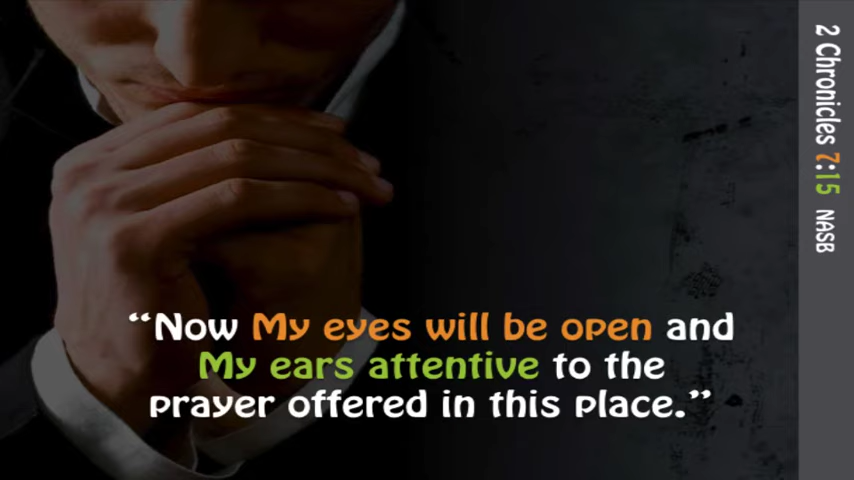 “Now My eyes will be open and
My ears attentive to the
prayer offered in this place.”
2 Chronicles 7:15 NASB